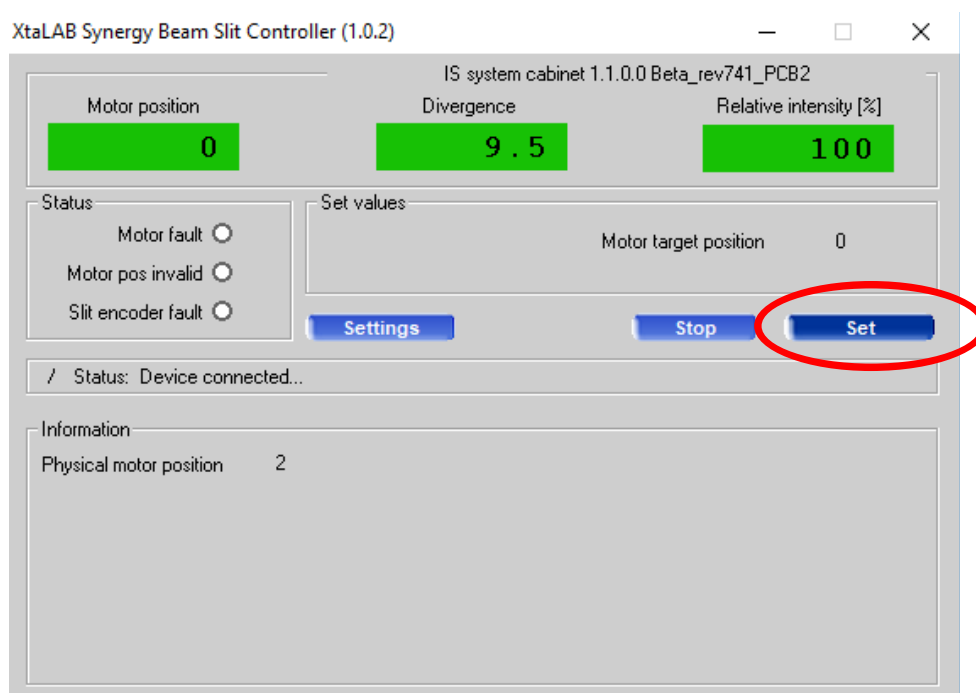 XtaLAB Synergy Beam Slit Controller (1.0.2)
IS system cabinet 1.1.0.0 Beta_rev741_PCB2
Motor position Divergence Relative intensity [%]
0 9.5 100
Status
Motor fault
Motor pos invalid
Slit encoder fault
Set values
Motor target position 0
Settings Stop Set
/ Status: Device connected...
Information
Physical motor position 2